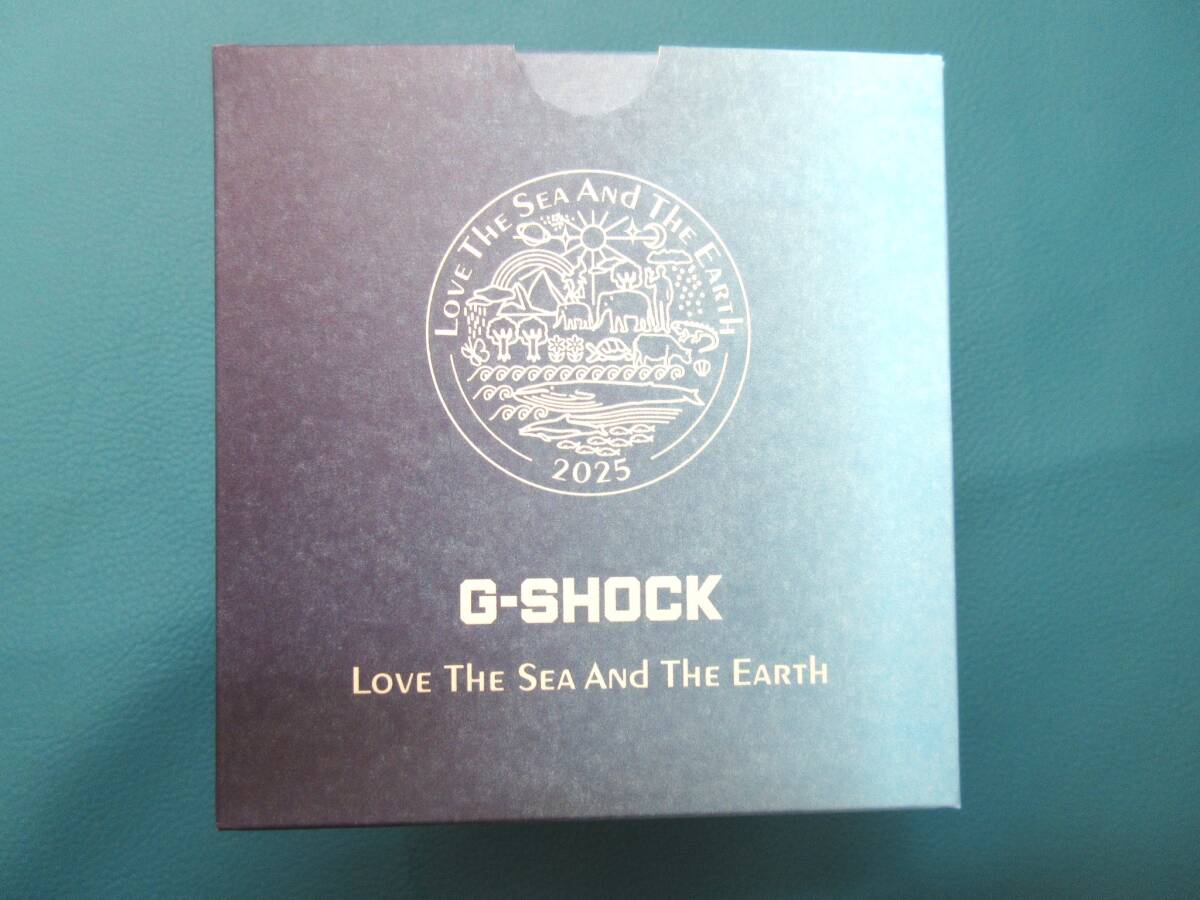 Love The Sea And The Earth
2025
G-SHOCK
Love The Sea And The Earth